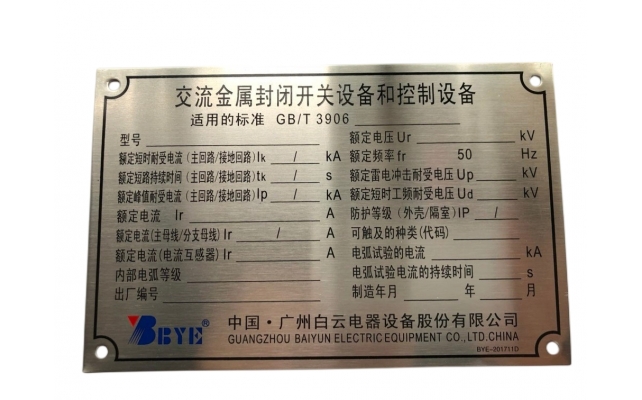 交流金属封闭开关设备和控制设备
适用的标准 GB/T 3906
型号
额定短时耐受电流(主回路/接地回路)Ik / kA
额定短路持续时间(主回路/接地回路)tk / s
额定峰值耐受电流(主回路/接地回路)Ip / kA
额定电流 Ir A
额定电流(主母线/分支母线)Ir / A
额定电流(电流互感器)Ir A
内部电弧等级
出厂编号
额定电压Ur kV
额定频率fr 50 Hz
额定雷电冲击耐受电压Up kV
额定短时工频耐受电压Ud kV
防护等级(外壳/隔室)IP /
可触及的种类(代码)
电弧试验的电流 kA
电弧试验电流的持续时间 s
制造年月 年 月
BYE®
中国·广州白云电器设备股份有限公司
GUANGZHOU BAIYUN ELECTRIC EQUIPMENT CO.,LTD.CHINA
BYE-201711D